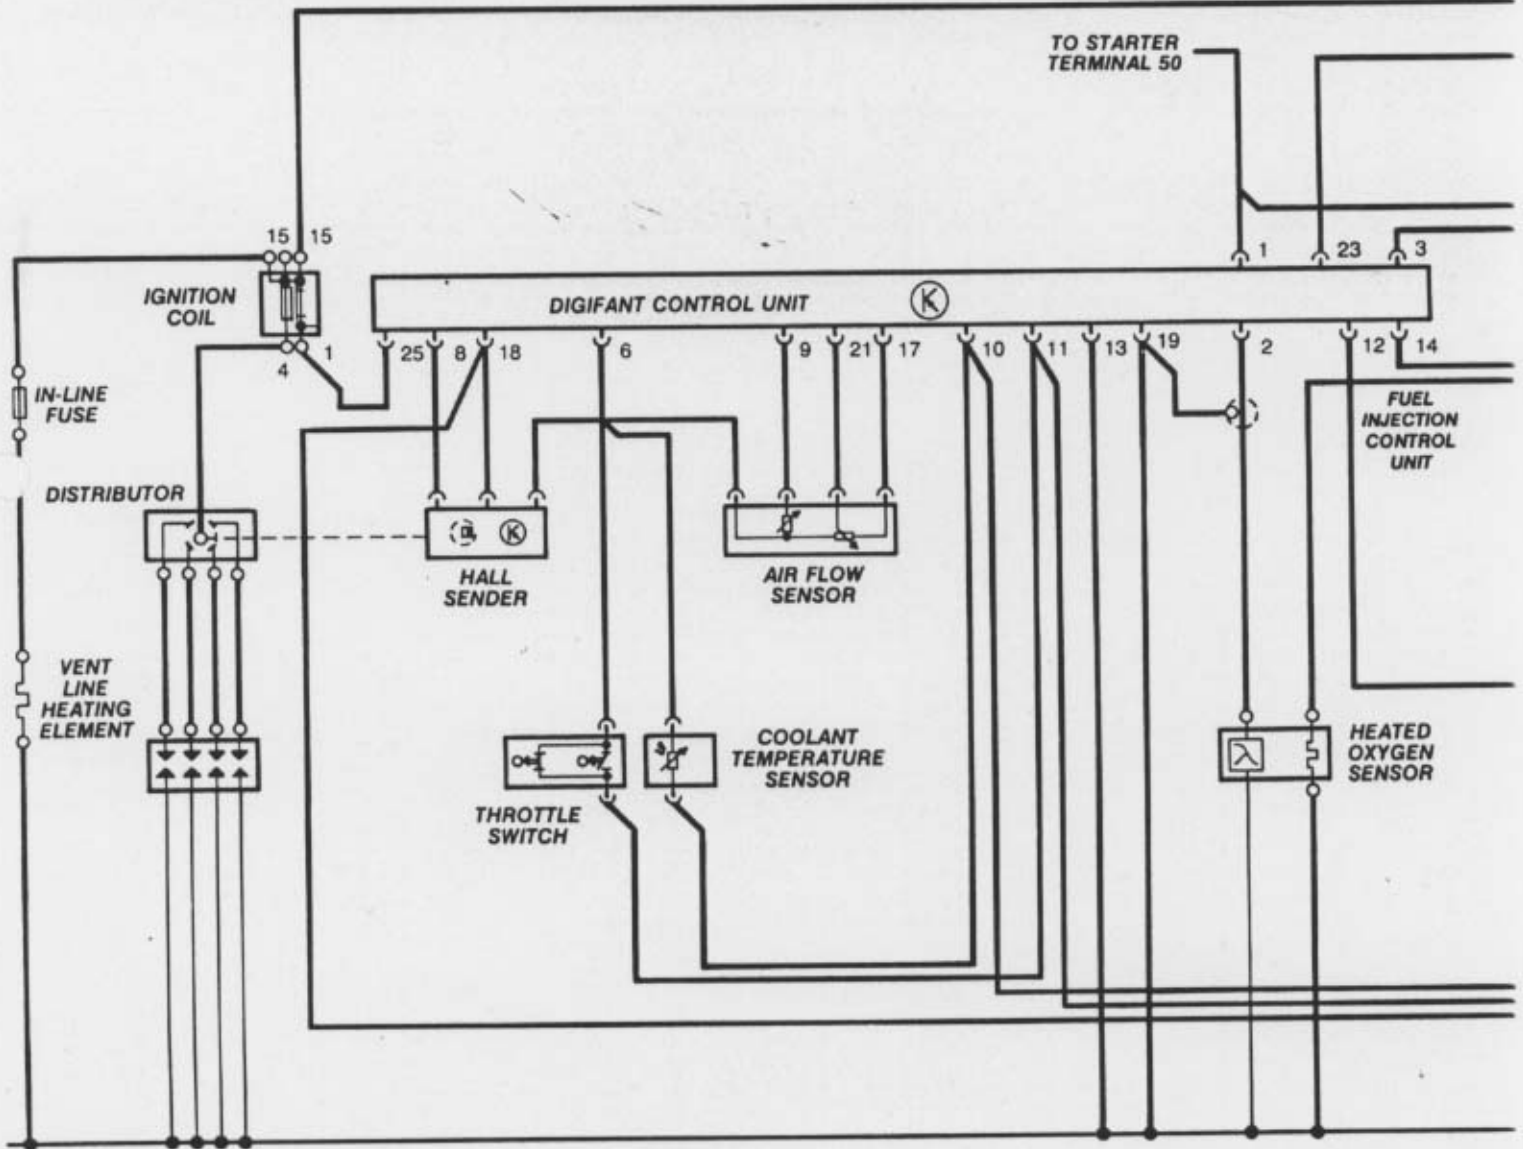 TO STARTER
TERMINAL 50
15 15
1 23 3
IGNITION
COIL
DIGIFANT CONTROL UNIT K
4 1 25 8 18 6 9 21 17 10 11 13 19 2 12 14
IN-LINE
FUSE
FUEL
INJECTION
CONTROL
UNIT
DISTRIBUTOR
K
HALL
SENDER
AIR FLOW
SENSOR
VENT
LINE
HEATING
ELEMENT
COOLANT
TEMPERATURE
SENSOR
HEATED
OXYGEN
SENSOR
THROTTLE
SWITCH